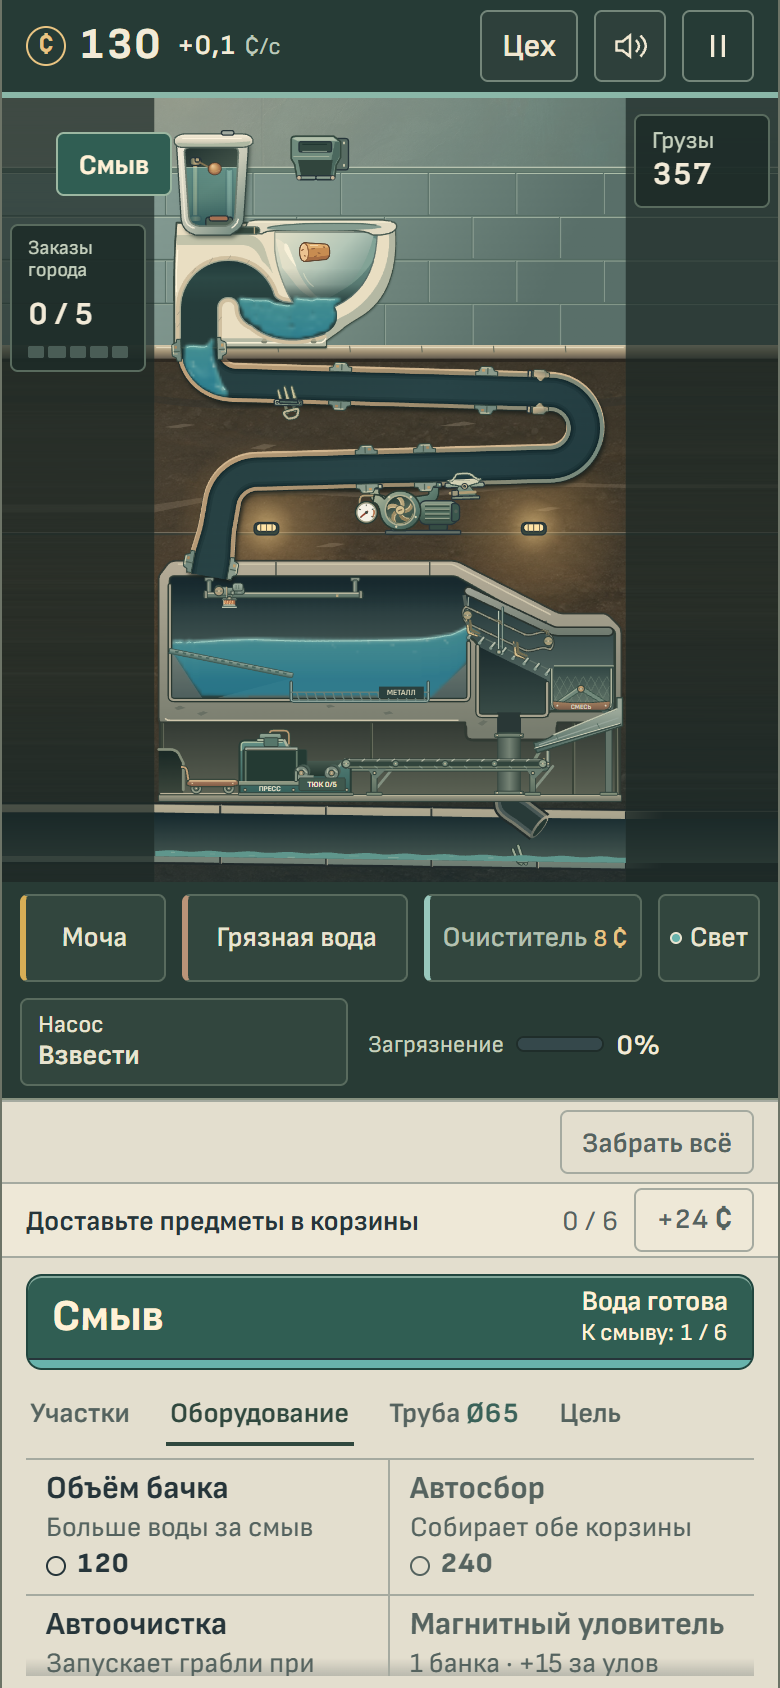 ₵ 130 +0,1 ₵/с
Цех
Смыв
Грузы
357
Заказы
города
0 / 5
МЕТАЛЛ
СМЕСЬ
ПРЕСС
ТЮК 0/5
Моча
Грязная вода
Очиститель 8 ₵
Свет
Насос
Взвести
Загрязнение 0%
Забрать всё
Доставьте предметы в корзины 0 / 6 +24 ₵
Смыв
Вода готова
К смыву: 1 / 6
Участки Оборудование Труба Ø65 Цель
Объём бачка
Больше воды за смыв
120
Автосбор
Собирает обе корзины
240
Автоочистка
Запускает грабли при
Магнитный уловитель
1 банка · +15 за улов